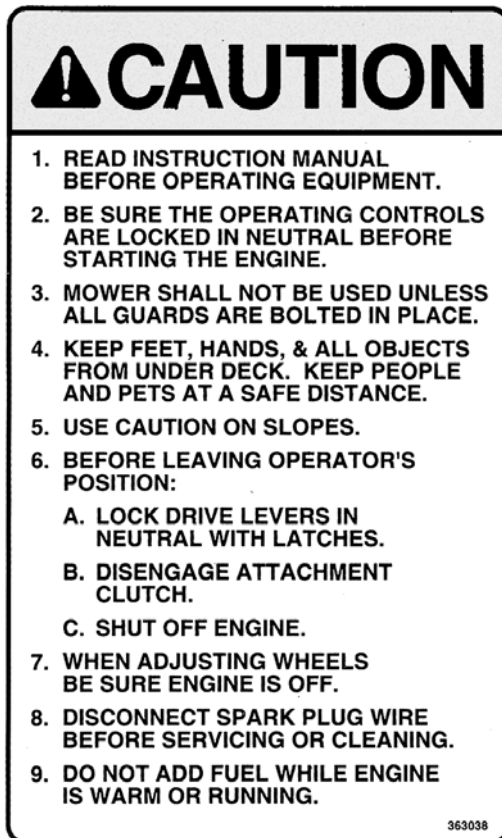 CAUTION
1. READ INSTRUCTION MANUAL
BEFORE OPERATING EQUIPMENT.
2. BE SURE THE OPERATING CONTROLS
ARE LOCKED IN NEUTRAL BEFORE
STARTING THE ENGINE.
3. MOWER SHALL NOT BE USED UNLESS
ALL GUARDS ARE BOLTED IN PLACE.
4. KEEP FEET, HANDS, & ALL OBJECTS
FROM UNDER DECK. KEEP PEOPLE
AND PETS AT A SAFE DISTANCE.
5. USE CAUTION ON SLOPES.
6. BEFORE LEAVING OPERATOR'S
POSITION:
A. LOCK DRIVE LEVERS IN
NEUTRAL WITH LATCHES.
B. DISENGAGE ATTACHMENT
CLUTCH.
C. SHUT OFF ENGINE.
7. WHEN ADJUSTING WHEELS
BE SURE ENGINE IS OFF.
8. DISCONNECT SPARK PLUG WIRE
BEFORE SERVICING OR CLEANING.
9. DO NOT ADD FUEL WHILE ENGINE
IS WARM OR RUNNING.
363038